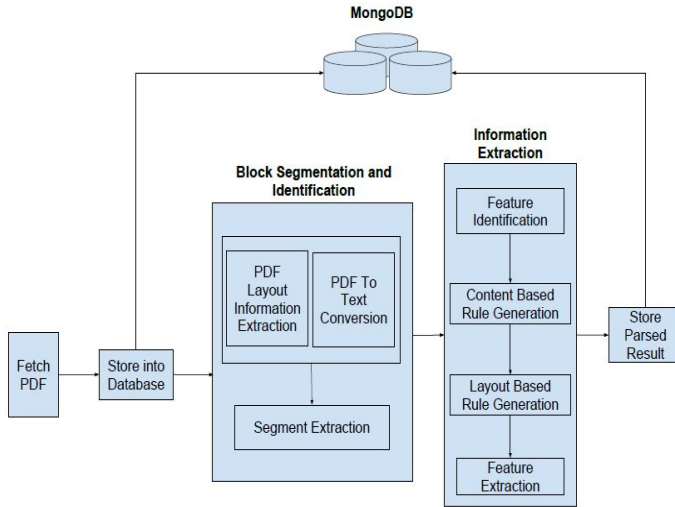 MongoDB
Information
Extraction
Block Segmentation and
Identification
Feature
Identification
PDF
Layout
Information
Extraction
PDF To
Text
Conversion
Content Based
Rule Generation
Store
Parsed
Result
Fetch
PDF
Store into
Database
Layout Based
Rule Generation
Segment Extraction
Feature
Extraction